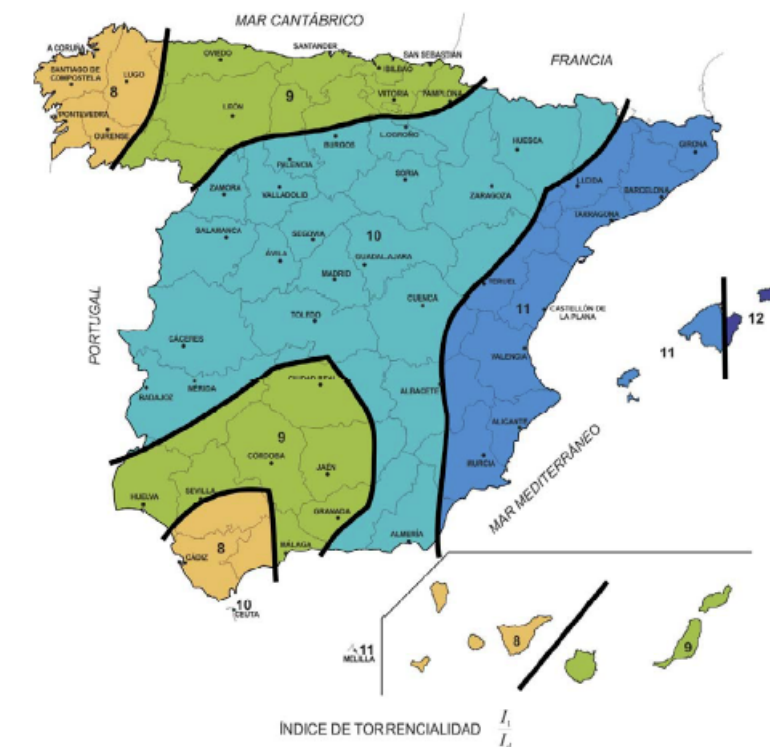 MAR CANTÁBRICO
A CORUÑA
OVIEDO
SANTANDER
SAN SEBASTIÁN
FRANCIA
SANTIAGO DE
COMPOSTELA
LUGO
8
BILBAO
PONTEVEDRA
OURENSE
LEÓN
9
VITORIA
PAMPLONA
LOGROÑO
BURGOS
HUESCA
GIRONA
PALENCIA
SORIA
ZAMORA
VALLADOLID
ZARAGOZA
BARCELONA
TARRAGONA
SALAMANCA
SEGOVIA
10
ÁVILA
GUADALAJARA
MADRID
TERUEL
CUENCA
11
CASTELLÓN DE
LA PLANA
12
11
TOLEDO
PORTUGAL
CÁCERES
VALENCIA
BADAJOZ
MÉRIDA
CIUDAD REAL
ALBACETE
ALICANTE
9
CÓRDOBA
JAÉN
MURCIA
MAR MEDITERRÁNEO
HUELVA
SEVILLA
GRANADA
8
MÁLAGA
ALMERÍA
CÁDIZ
10
CEUTA
11
MELILLA
8
9
ÍNDICE DE TORRENCIALIDAD I₁/I_d